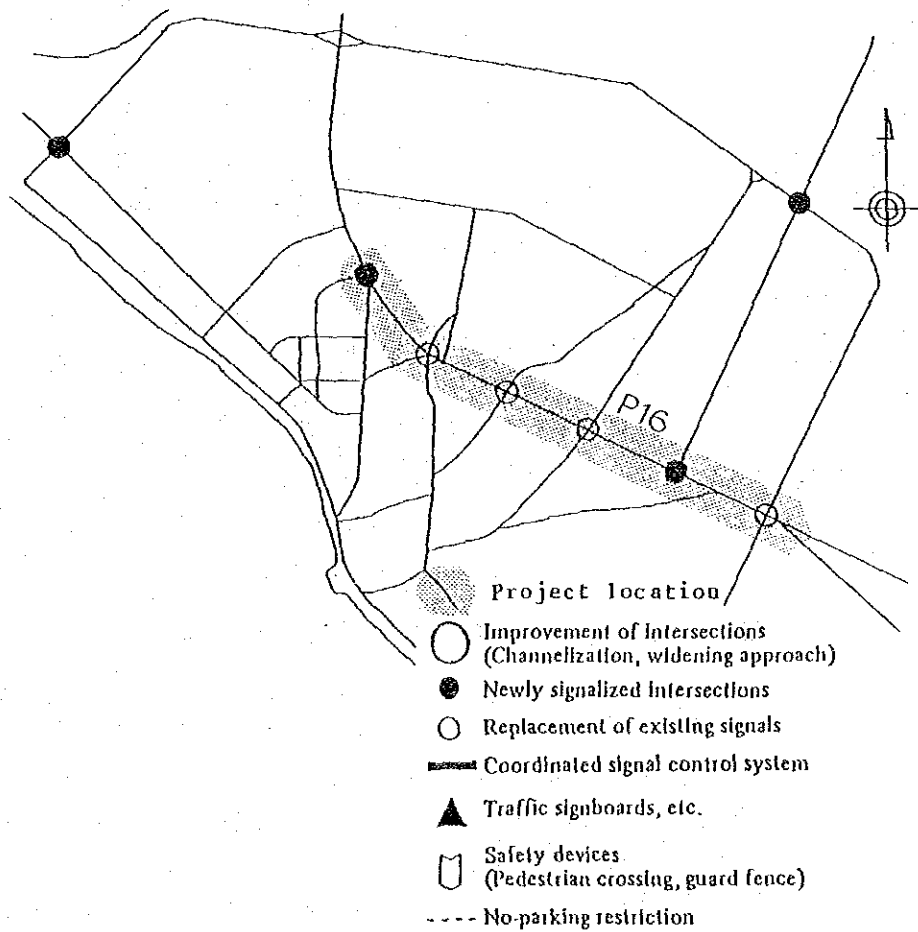 P16
Project location
Improvement of Intersections
(Channelization, widening approach)
Newly signalized intersections
Replacement of existing signals
Coordinated signal control system
Traffic signboards, etc.
Safety devices
(Pedestrian crossing, guard fence)
No-parking restriction